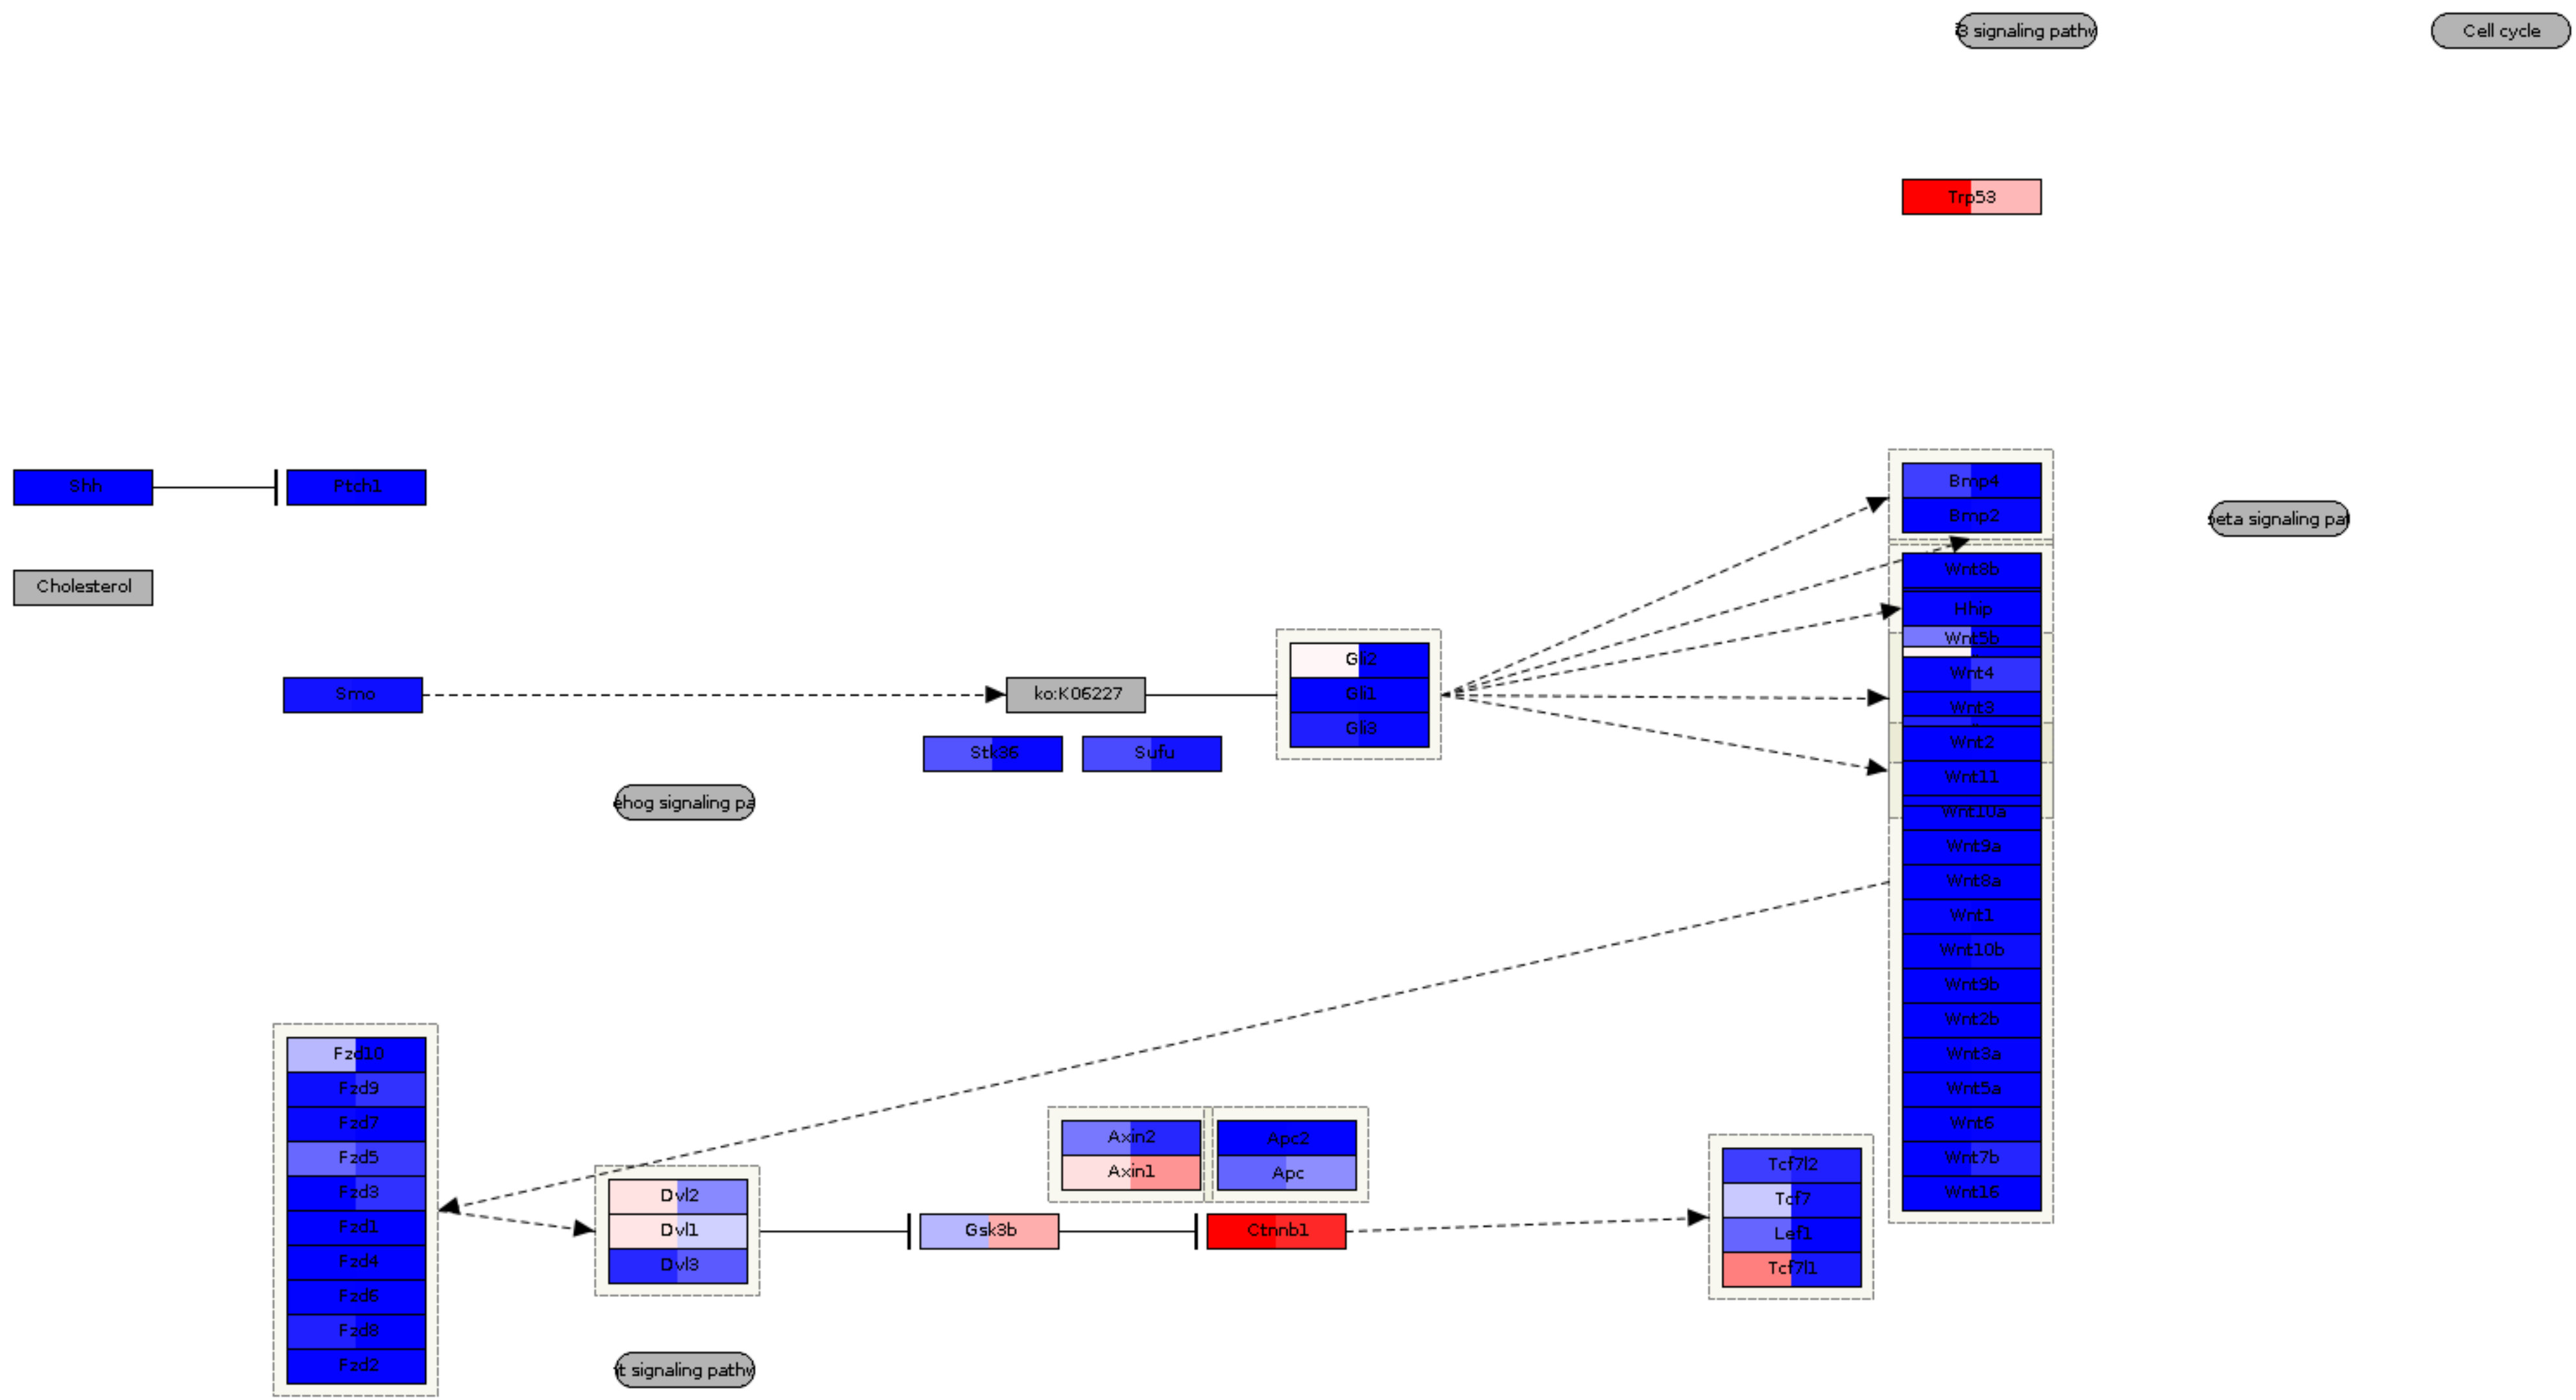 3 signaling pathw
Cell cycle
Trp53
Shh
Ptch1
Bmp4
Bmp2
eta signaling pat
Cholesterol
Wnt8b
Hhip
Wnt5b
Gli2
Wnt4
Smo
ko:K06227
Gli1
Wnt3
Gli3
Wnt2
Stk36
Sufu
Wnt11
ehog signaling pa
Wnt10a
Wnt9a
Wnt8a
Wnt1
Wnt10b
Wnt9b
Wnt2b
Wnt3a
Wnt5a
Wnt6
Wnt7b
Wnt16
Fzd10
Fzd9
Fzd7
Fzd5
Fzd3
Fzd1
Fzd4
Fzd6
Fzd8
Fzd2
Dvl2
Dvl1
Dvl3
Axin2
Axin1
Apc2
Apc
Gsk3b
Ctnnb1
Tcf7l2
Tcf7
Lef1
Tcf7l1
t signaling pathw